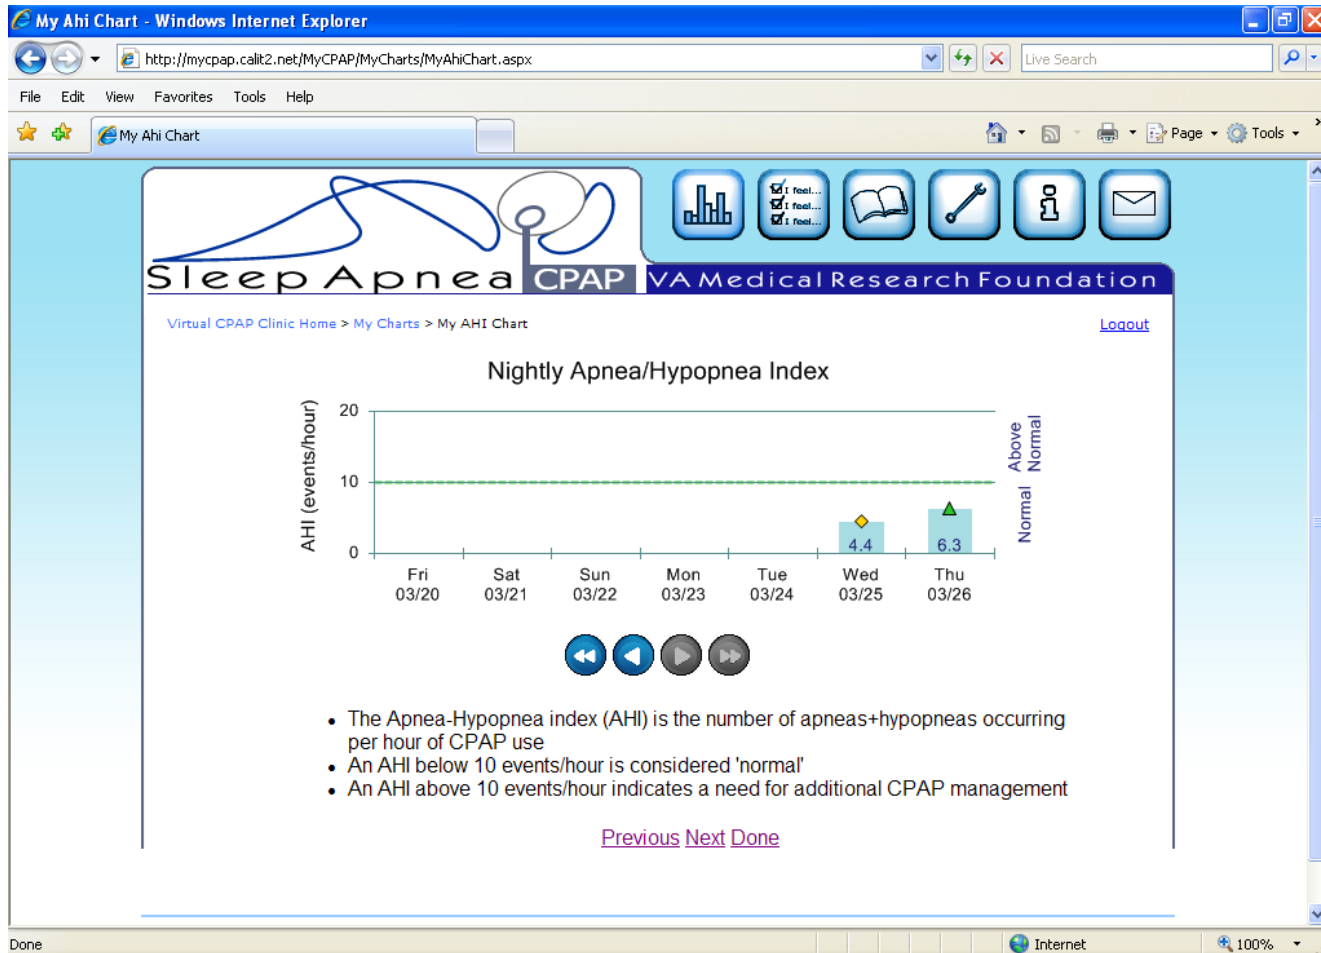 My Ahi Chart - Windows Internet Explorer
http://mycpap.calit2.net/MyCPAP/MyCharts/MyAhiChart.aspx
Live Search
File Edit View Favorites Tools Help
My Ahi Chart
Page Tools
I feel...
I feel...
I feel...
Sleep Apnea CPAP VA Medical Research Foundation
Virtual CPAP Clinic Home > My Charts > My AHI Chart
Logout
Nightly Apnea/Hypopnea Index
AHI (events/hour)
20
10
0
Above
Normal
Normal
4.4 6.3
Fri Sat Sun Mon Tue Wed Thu
03/20 03/21 03/22 03/23 03/24 03/25 03/26
• The Apnea-Hypopnea index (AHI) is the number of apneas+hypopneas occurring
per hour of CPAP use
• An AHI below 10 events/hour is considered 'normal'
• An AHI above 10 events/hour indicates a need for additional CPAP management
Previous Next Done
Done
Internet
100%